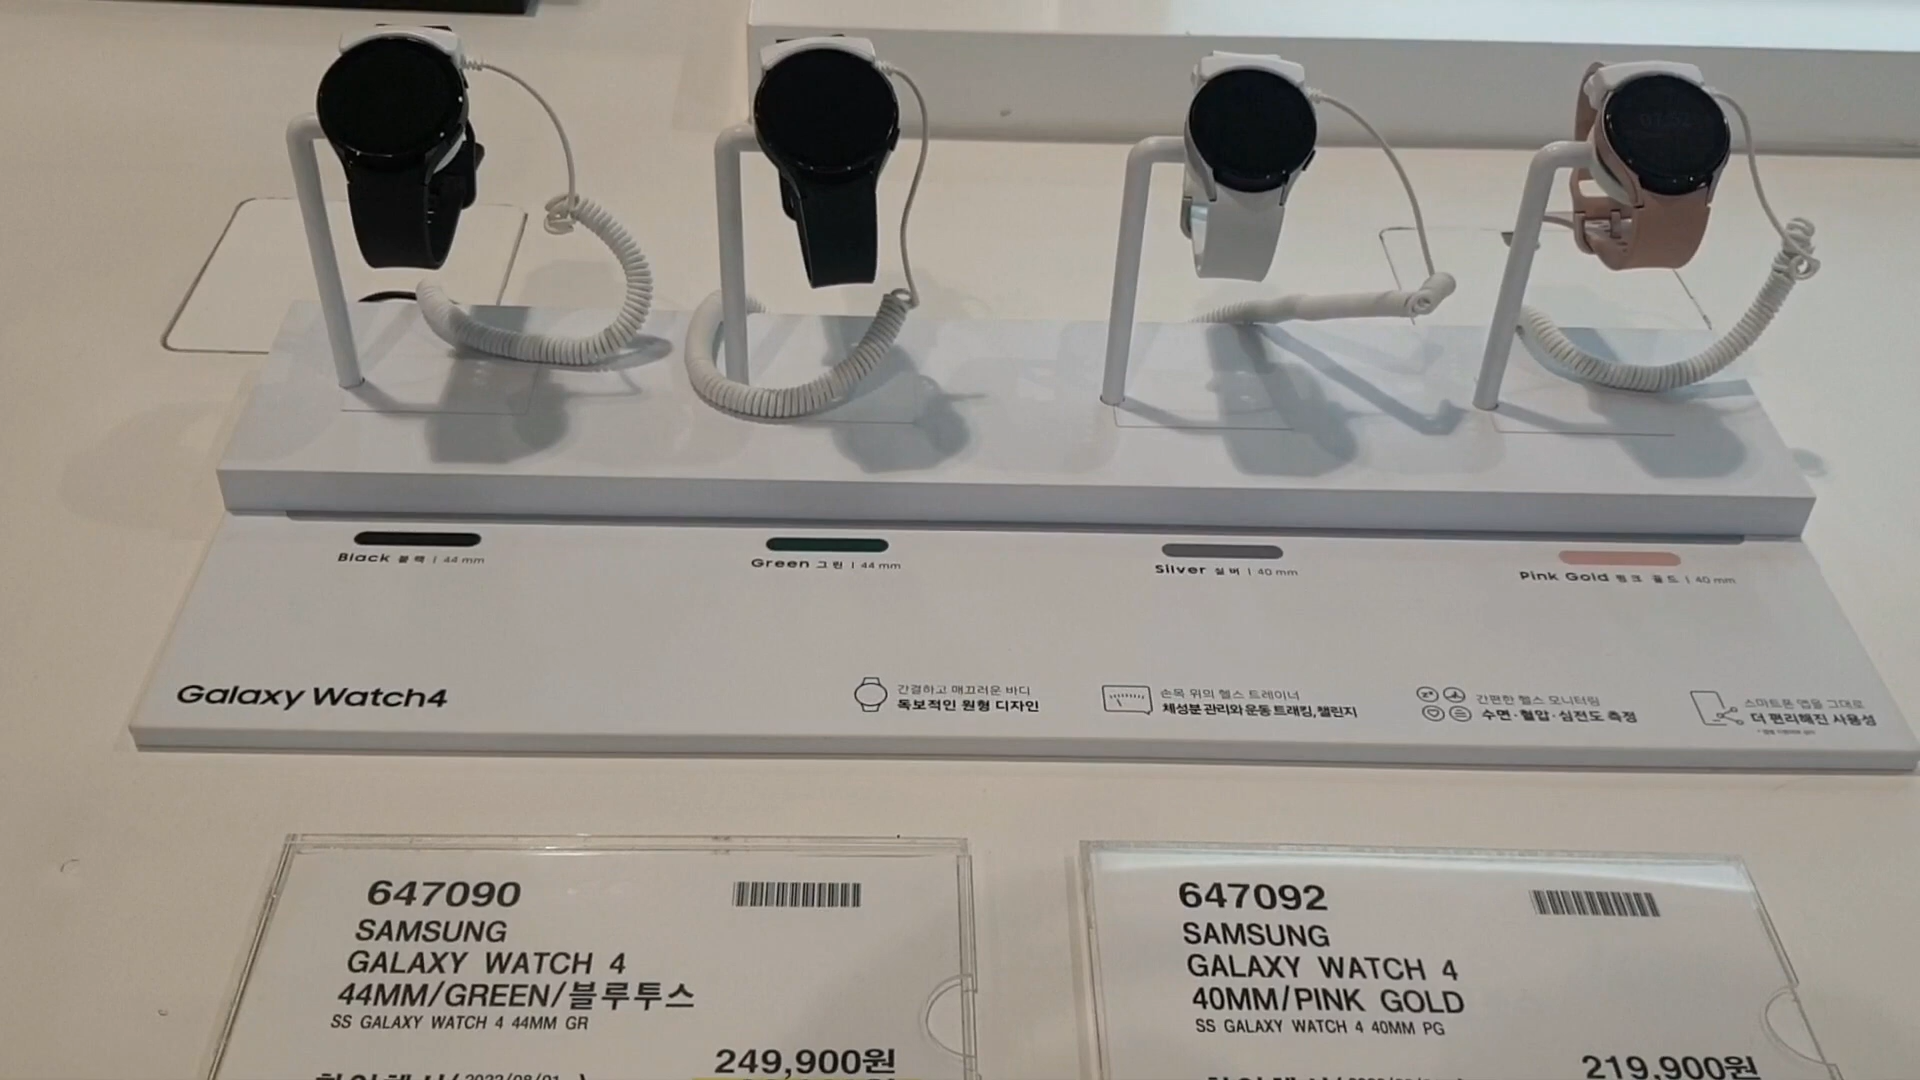 Black 블랙 | 44 mm
Green 그린 | 44 mm
Silver 실버 | 40 mm
Pink Gold 핑크 골드 | 40 mm
Galaxy Watch4
간결하고 매끄러운 바디
독보적인 원형 디자인
손목 위의 헬스 트레이너
체성분 관리와 운동 트래킹, 챌린지
간편한 헬스 모니터링
수면·혈압·심전도 측정
스마트폰 앱을 그대로
더 편리해진 사용성
647090
SAMSUNG
GALAXY WATCH 4
44MM/GREEN/블루투스
SS GALAXY WATCH 4 44MM GR
249,900원
647092
SAMSUNG
GALAXY WATCH 4
40MM/PINK GOLD
SS GALAXY WATCH 4 40MM PG
219,900원